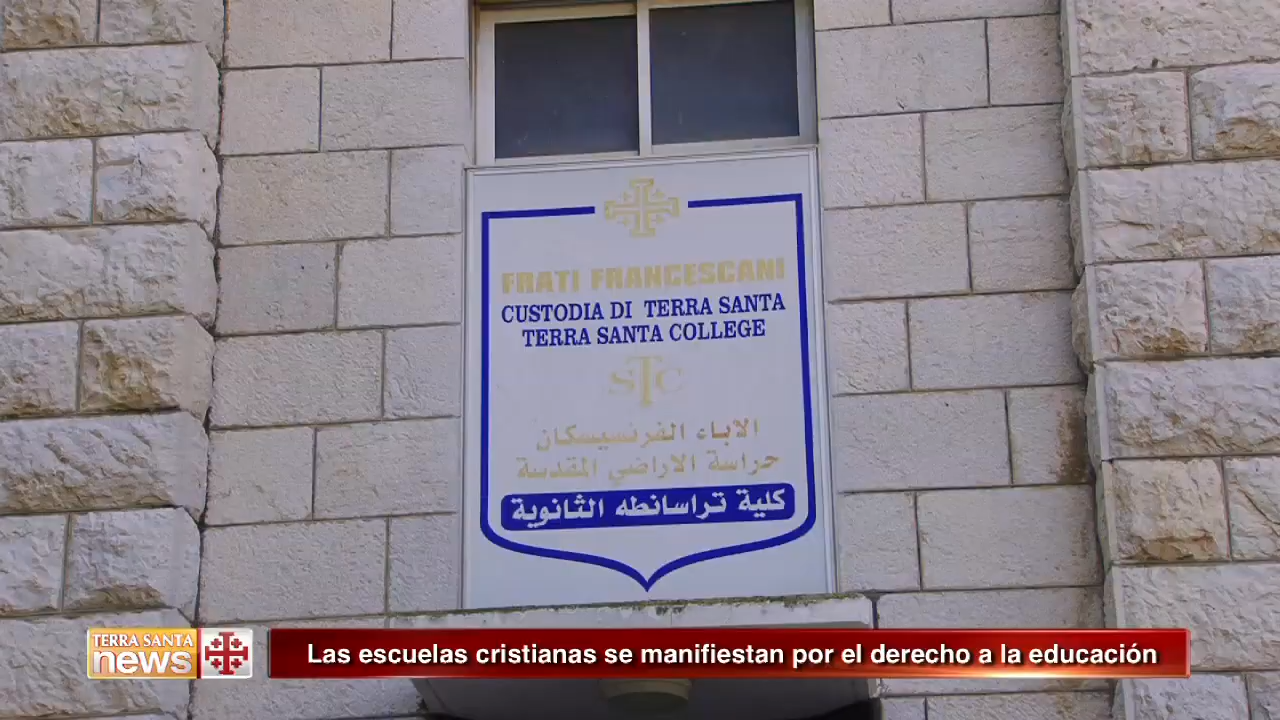 FRATI FRANCESCANI
CUSTODIA DI TERRA SANTA
TERRA SANTA COLLEGE
STC
الاباء الفرنسيسكان
حراسة الاراضي المقدسة
كلية تراسانطه الثانوية
TERRA SANTA
news
Las escuelas cristianas se manifiestan por el derecho a la educación